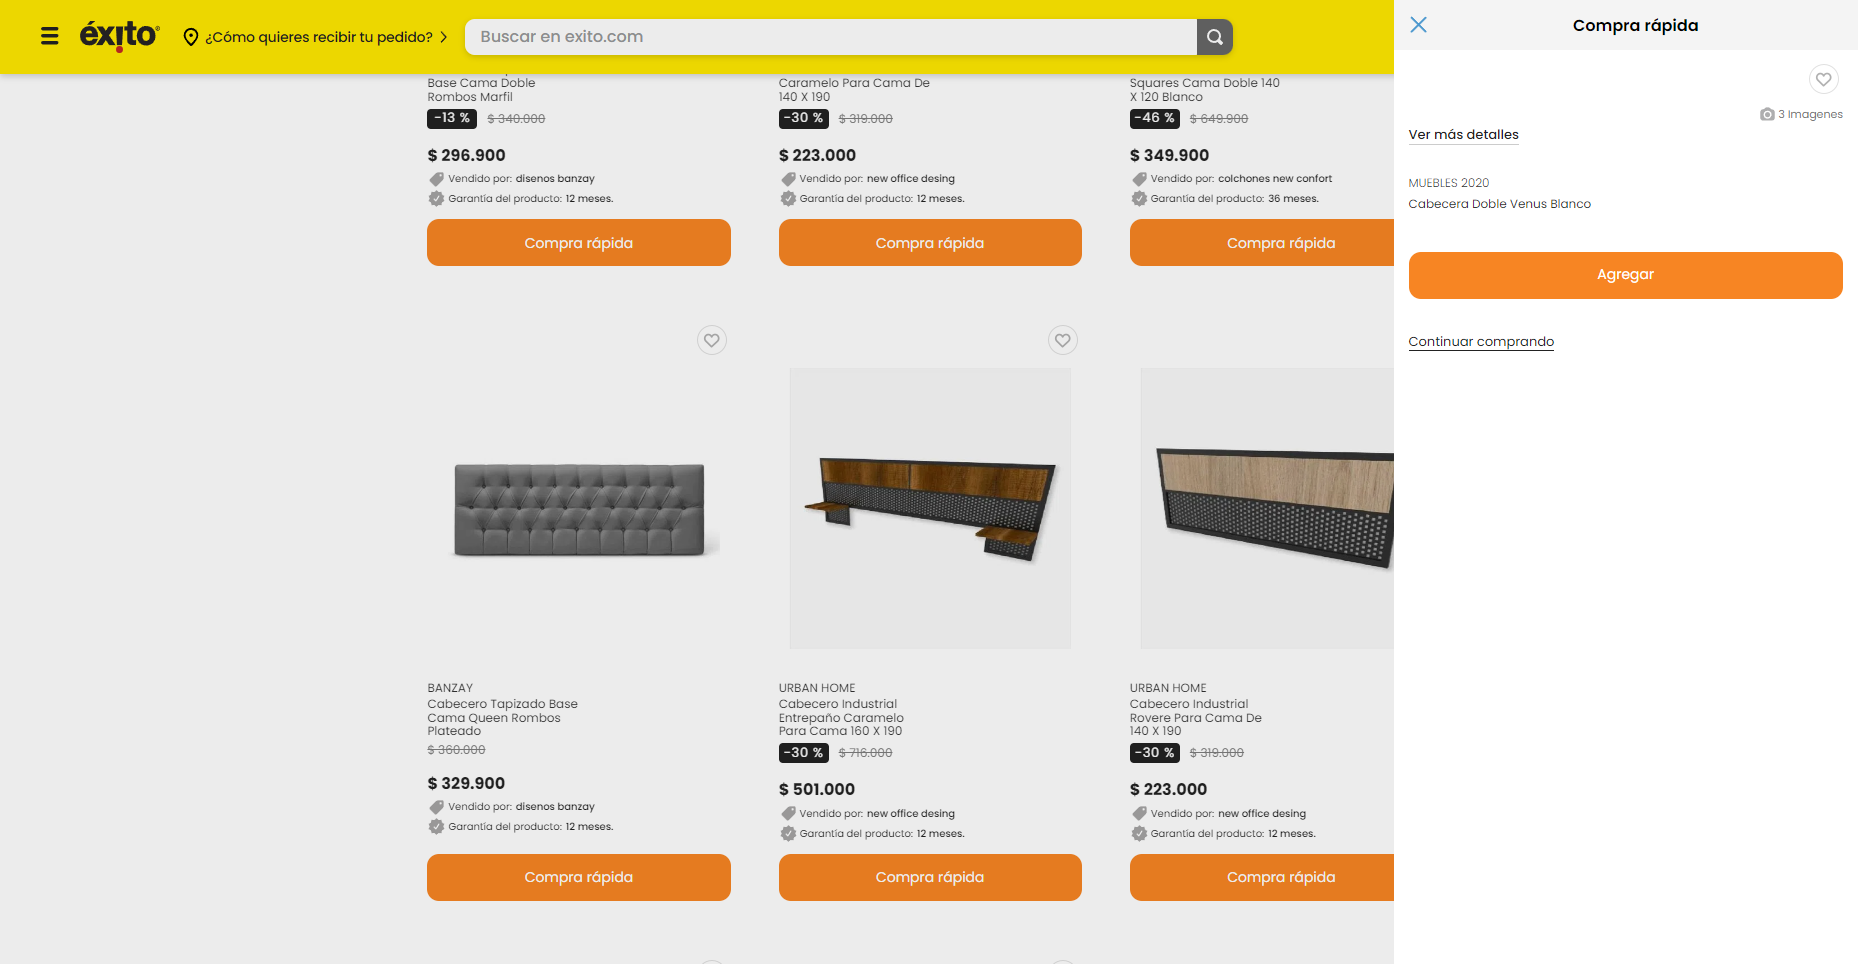 éxito
¿Cómo quieres recibir tu pedido?
Buscar en exito.com
Base Cama Doble
Rombos Marfil
-13 % $ 340.000
$ 296.900
Vendido por: disenos banzay
Garantía del producto: 12 meses.
Compra rápida
Caramelo Para Cama De
140 X 190
-30 % $ 319.000
$ 223.000
Vendido por: new office desing
Garantía del producto: 12 meses.
Compra rápida
Squares Cama Doble 140
X 120 Blanco
-46 % $ 649.900
$ 349.900
Vendido por: colchones new confort
Garantía del producto: 36 meses.
Compra rápida
BANZAY
Cabecero Tapizado Base
Cama Queen Rombos
Plateado
$ 360.000
$ 329.900
Vendido por: disenos banzay
Garantía del producto: 12 meses.
Compra rápida
URBAN HOME
Cabecero Industrial
Entrepaño Caramelo
Para Cama 160 X 190
-30 % $ 716.000
$ 501.000
Vendido por: new office desing
Garantía del producto: 12 meses.
Compra rápida
URBAN HOME
Cabecero Industrial
Rovere Para Cama De
140 X 190
-30 % $ 319.000
$ 223.000
Vendido por: new office desing
Garantía del producto: 12 meses.
Compra rápida
Compra rápida
3 Imagenes
Ver más detalles
MUEBLES 2020
Cabecera Doble Venus Blanco
Agregar
Continuar comprando